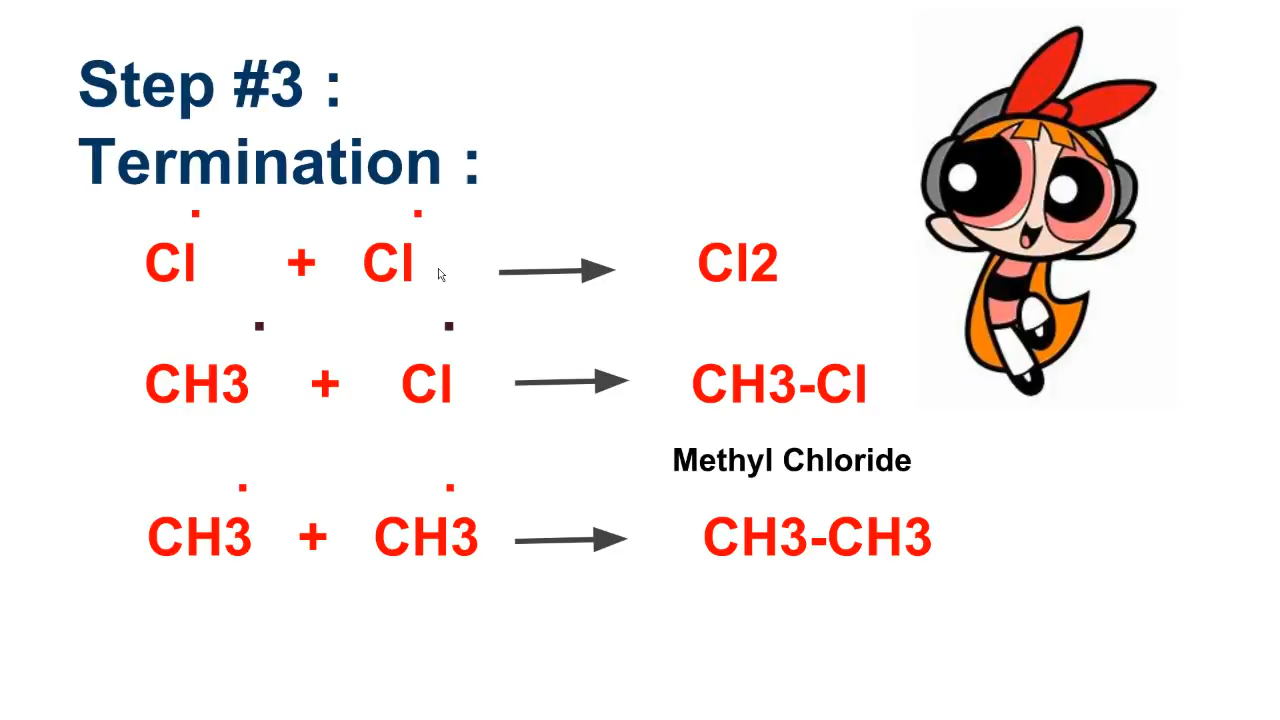 Step #3 :
Termination :
. .
Cl + Cl → Cl2
. .
CH3 + Cl → CH3-Cl
Methyl Chloride
. .
CH3 + CH3 → CH3-CH3